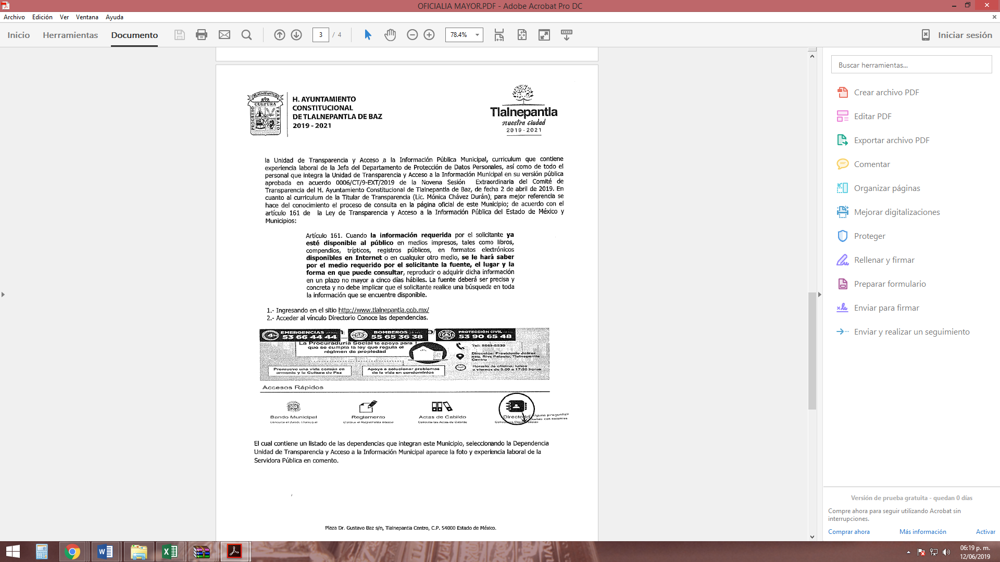 OFICIALIA MAYOR.PDF - Adobe Acrobat Pro DC
Archivo Edición Ver Ventana Ayuda
Inicio Herramientas Documento 3 / 4 78.4% Iniciar sesión
H. AYUNTAMIENTO
CONSTITUCIONAL
DE TLALNEPANTLA DE BAZ
2019 - 2021
TLALNEPANTLA
CULTURA
PROGRESO
TRABAJO
Tlalnepantla
nuestra ciudad
2019 - 2021
la Unidad de Transparencia y Acceso a la Información Pública Municipal, curriculum que contiene
experiencia laboral de la Jefa del Departamento de Protección de Datos Personales, así como de todo el
personal que integra la Unidad de Transparencia y Acceso a la Información Municipal en su versión pública
aprobada en acuerdo 0006/CT/9-EXT/2019 de la Novena Sesión Extraordinaria del Comité de
Transparencia del H. Ayuntamiento Constitucional de Tlalnepantla de Baz, de fecha 2 de abril de 2019. En
cuanto al curriculum de la Titular de Transparencia (Lic. Mónica Chávez Durán); para mejor referencia se
hace del conocimiento el proceso de consulta en la página oficial de este Municipio; de acuerdo con el
artículo 161 de la Ley de Transparencia y Acceso a la Información Pública del Estado de México y
Municipios:
Artículo 161. Cuando la información requerida por el solicitante ya
esté disponible al público en medios impresos, tales como libros,
compendios, trípticos, registros públicos, en formatos electrónicos
disponibles en Internet o en cualquier otro medio, se le hará saber
por el medio requerido por el solicitante la fuente, el lugar y la
forma en que puede consultar, reproducir o adquirir dicha información
en un plazo no mayor a cinco días hábiles. La fuente deberá ser precisa y
concreta y no debe implicar que el solicitante realice una búsqueda en toda
la información que se encuentre disponible.
1.- Ingresando en el sitio http://www.tlalnepantla.gob.mx/
2.- Acceder al vínculo Directorio Conoce las dependencias.
EMERGENCIAS
53 66 44 44
BOMBEROS
55 65 36 38
PROTECCIÓN CIVIL
53 90 65 48
La Procuraduría Social te apoya para
que se cumpla la ley que regula el
régimen de propiedad
Promueve una vida común en
armonía y la Cultura de Paz
Apoya a solucionar problemas
de la vida en condominios
Tel: 5565-5530
Dirección: Presidente Juárez
esq. Riva Palacio, Tlalnepantla
Centro
Horario de oficina, lunes
a viernes de 9:00 a 17:30 horas
Accesos Rápidos
Bando Municipal
Consulta el Bando Municipal
Reglamento
Conoce el Reglamento Interno
Actas de Cabildo
Consulta las Actas de Cabildo
Directorio
El cual contiene un listado de las dependencias que integran este Municipio, seleccionando la Dependencia
Unidad de Transparencia y Acceso a la Información Municipal aparece la foto y experiencia laboral de la
Servidora Pública en comento.
Plaza Dr. Gustavo Baz s/n, Tlalnepantla Centro, C.P. 54000 Estado de México.
Buscar herramientas...
Crear archivo PDF
Editar PDF
Exportar archivo PDF
Comentar
Organizar páginas
Mejorar digitalizaciones
Proteger
Rellenar y firmar
Preparar formulario
Enviar para firmar
Enviar y realizar un seguimiento
Versión de prueba gratuita - quedan 0 días
Compre ahora para seguir utilizando Acrobat sin
interrupciones.
Comprar ahora Más información Activar
06:19 p. m.
12/06/2019